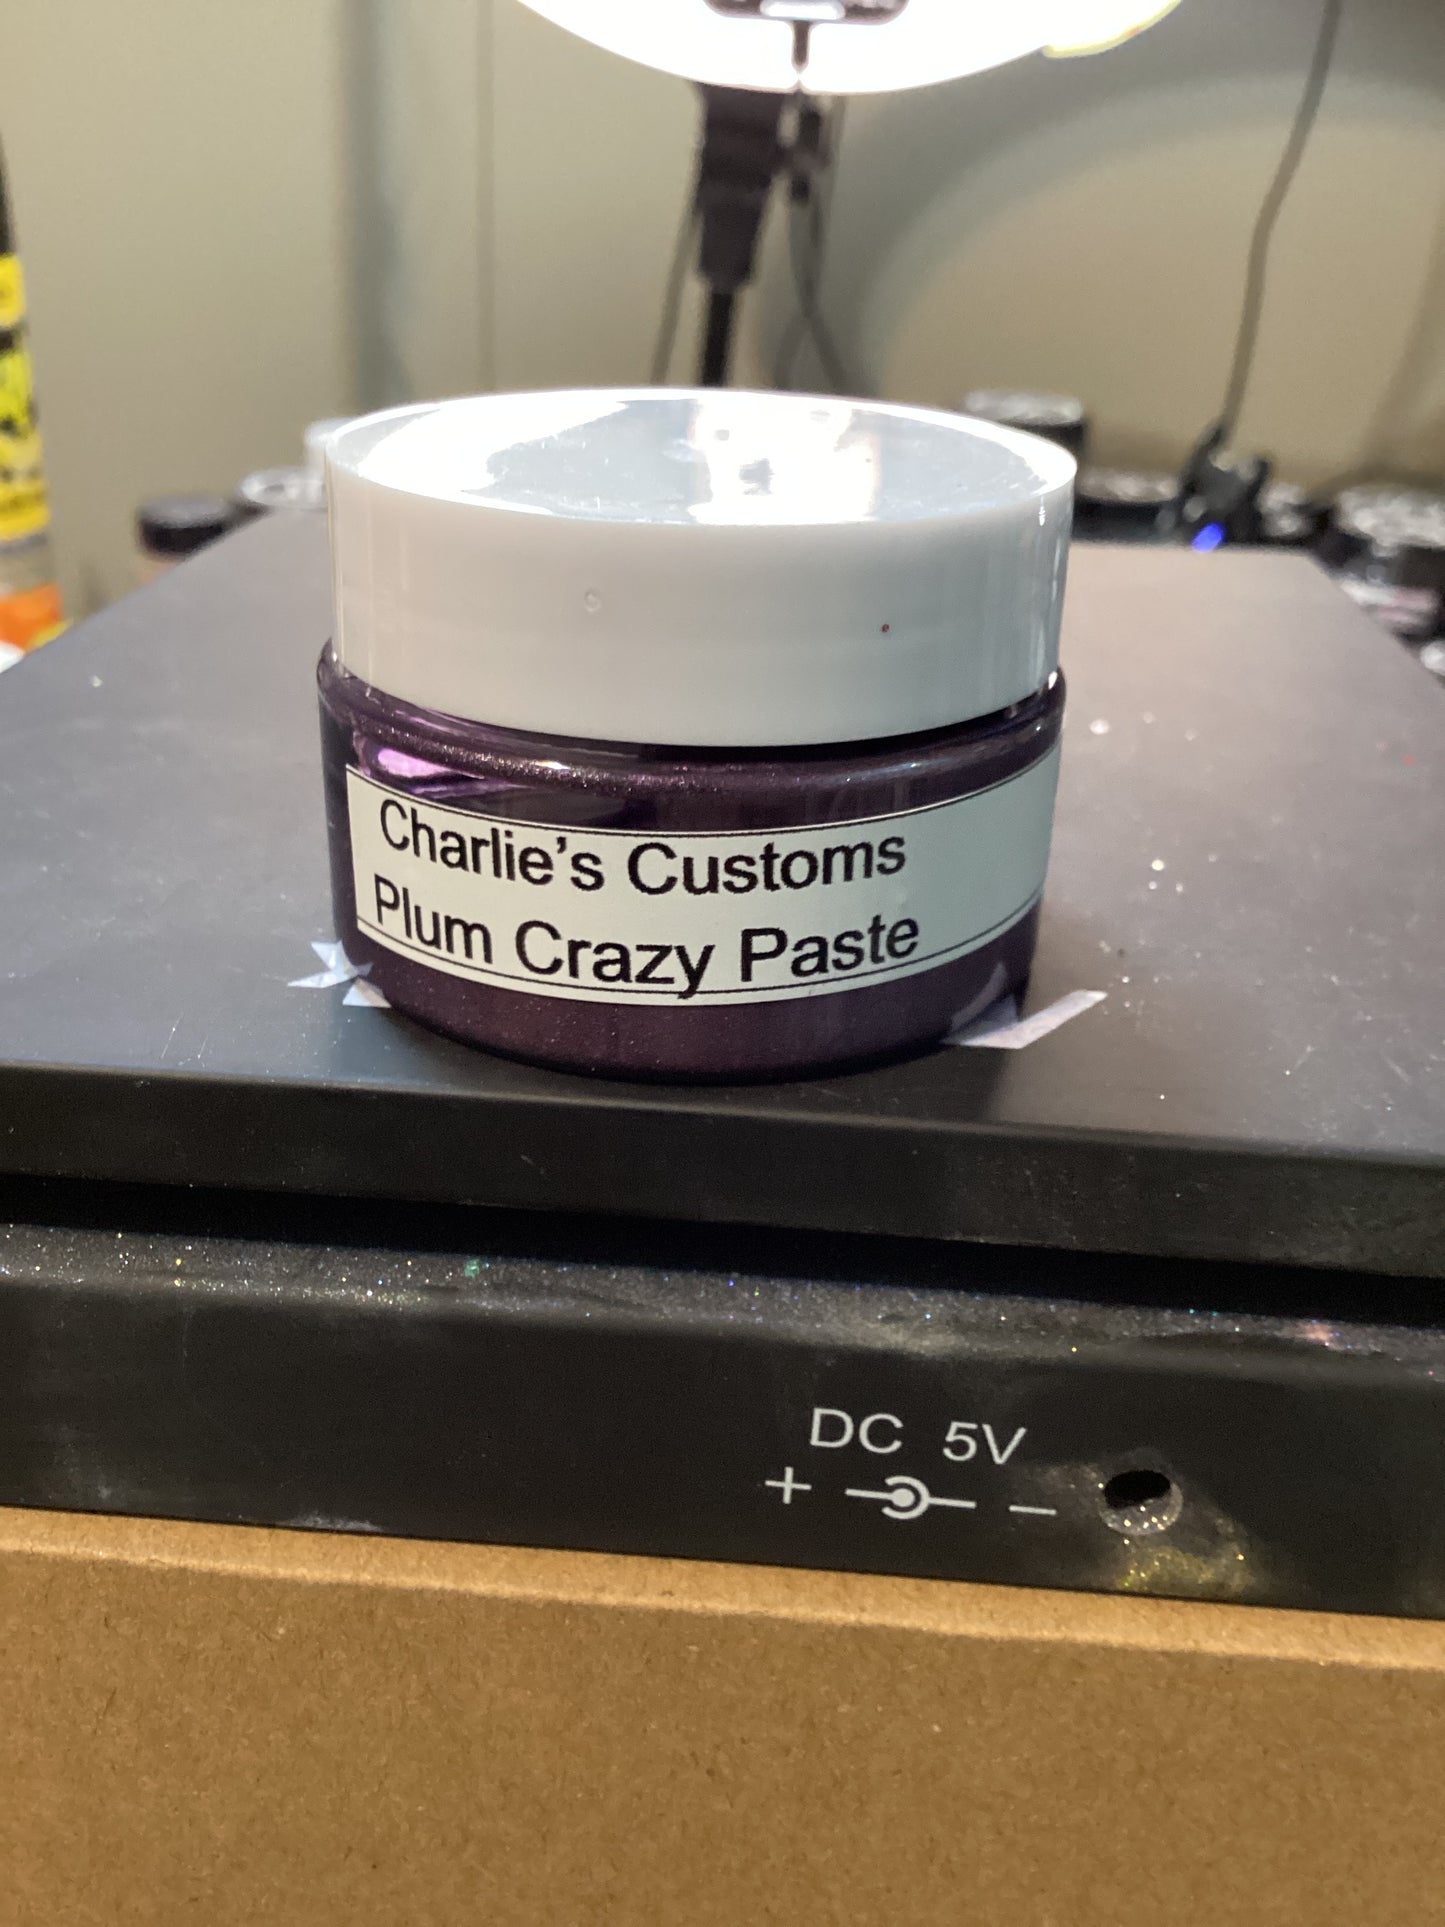 Charlie's Customs
Plum Crazy Paste
DC 5V
+ -